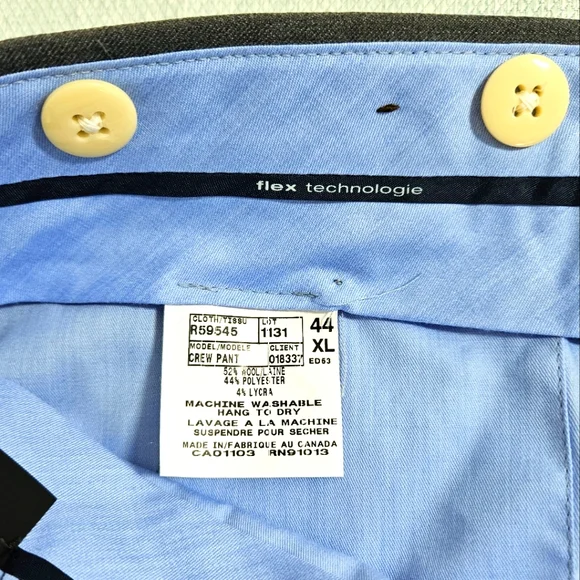 flex technologie
CLOTH/TISSU LOT 44
R59545 1131 XL
MODEL/MODELE CLIENT
CREW PANT 018337 ED53
52% WOOL/LAINE
44% POLYESTER
4% LYCRA
MACHINE WASHABLE
HANG TO DRY
LAVAGE A LA MACHINE
SUSPENDRE POUR SECHER
MADE IN/FABRIQUE AU CANADA
CA01103 RN91013